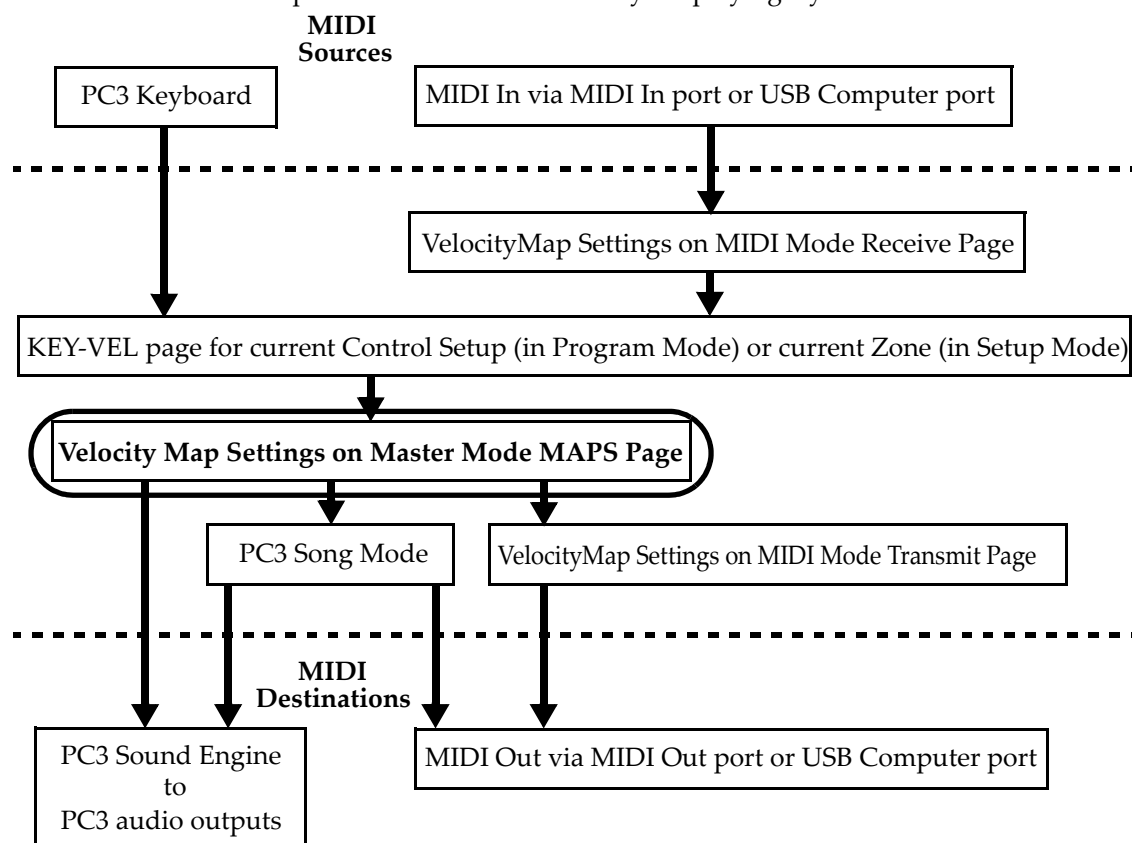 MIDI
Sources
PC3 Keyboard
MIDI In via MIDI In port or USB Computer port
VelocityMap Settings on MIDI Mode Receive Page
KEY-VEL page for current Control Setup (in Program Mode) or current Zone (in Setup Mode)
Velocity Map Settings on Master Mode MAPS Page
PC3 Song Mode
VelocityMap Settings on MIDI Mode Transmit Page
MIDI
Destinations
PC3 Sound Engine
to
PC3 audio outputs
MIDI Out via MIDI Out port or USB Computer port